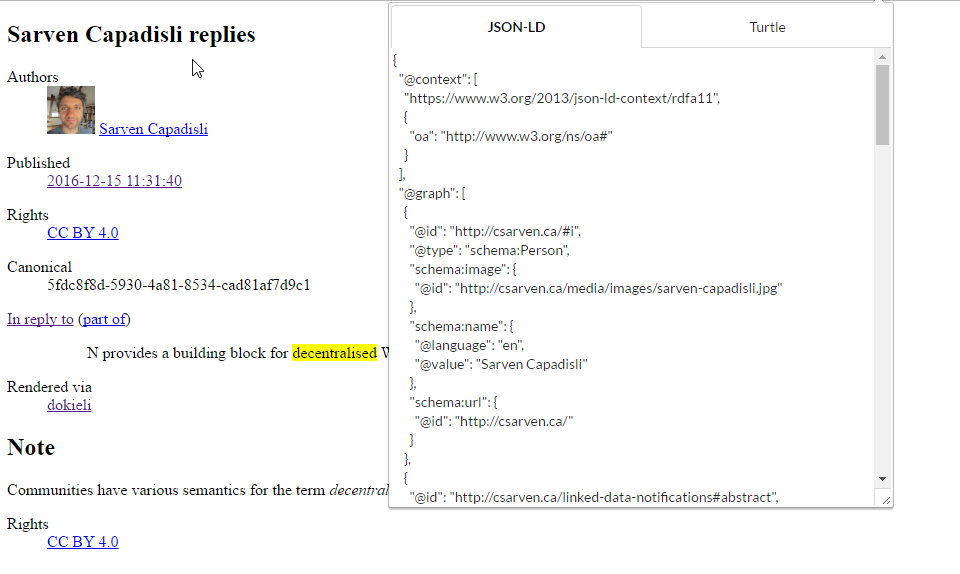 Sarven Capadisli replies
Authors
Sarven Capadisli
Published
2016-12-15 11:31:40
Rights
CC BY 4.0
Canonical
5fdc8f8d-5930-4a81-8534-cad81af7d9c1
In reply to (part of)
N provides a building block for decentralised
Rendered via
dokieli
Note
Communities have various semantics for the term decentral
Rights
CC BY 4.0
JSON-LD
Turtle
{
"@context": [
"https://www.w3.org/2013/json-ld-context/rdfa11",
{
"oa": "http://www.w3.org/ns/oa#"
}
],
"@graph": [
{
"@id": "http://csarven.ca/#i",
"@type": "schema:Person",
"schema:image": {
"@id": "http://csarven.ca/media/images/sarven-capadisli.jpg"
},
"schema:name": {
"@language": "en",
"@value": "Sarven Capadisli"
},
"schema:url": {
"@id": "http://csarven.ca/"
}
},
{
"@id": "http://csarven.ca/linked-data-notifications#abstract",